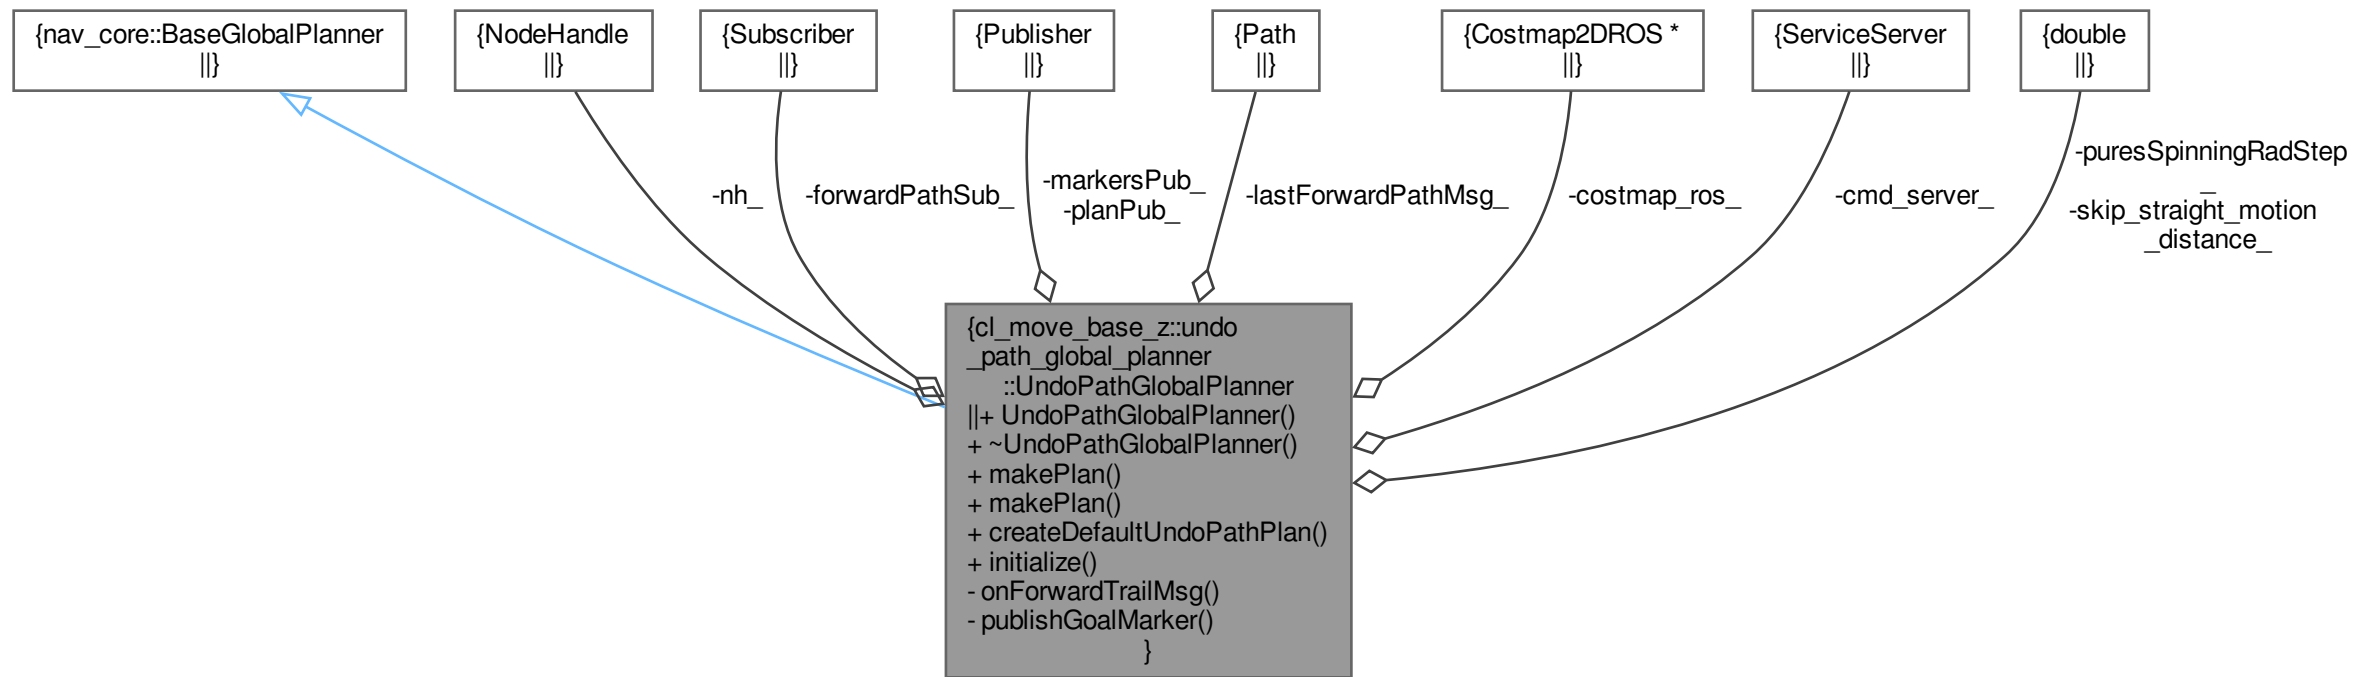 {nav_core::BaseGlobalPlanner
||}
{NodeHandle
||}
{Subscriber
||}
{Publisher
||}
{Path
||}
{Costmap2DROS *
||}
{ServiceServer
||}
{double
||}
-nh_
-forwardPathSub_
-markersPub_
-planPub_
-lastForwardPathMsg_
-costmap_ros_
-cmd_server_
-puresSpinningRadStep
_
-skip_straight_motion
_distance_
{cl_move_base_z::undo
_path_global_planner
::UndoPathGlobalPlanner
||+ UndoPathGlobalPlanner()
+ ~UndoPathGlobalPlanner()
+ makePlan()
+ makePlan()
+ createDefaultUndoPathPlan()
+ initialize()
- onForwardTrailMsg()
- publishGoalMarker()
}